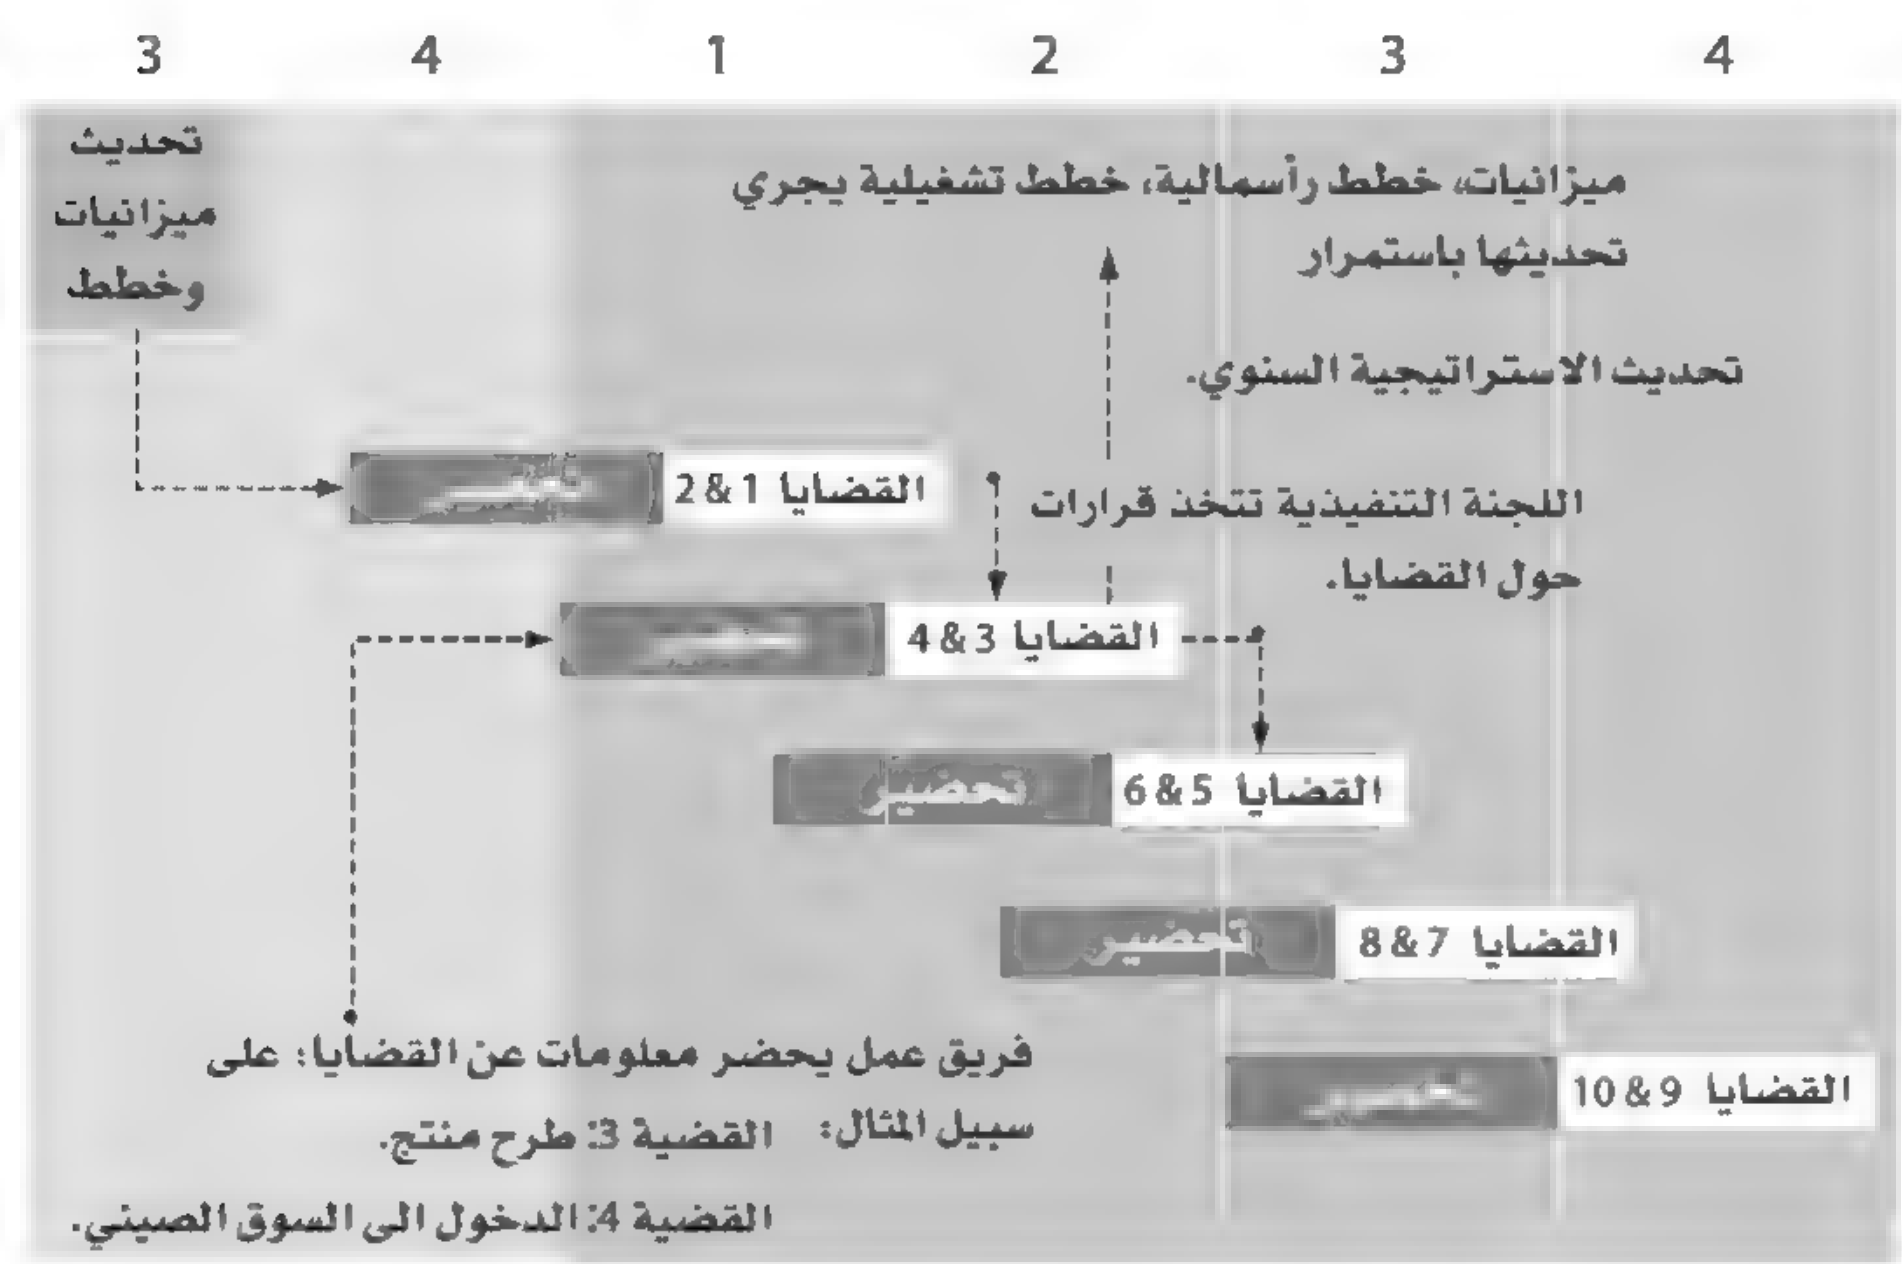 3 4 1 2 3 4
تحديث
ميزانيات
وخطط
ميزانيات، خطط رأسمالية، خطط تشغيلية يجري
تحديثها باستمرار
تحديث الاستراتيجية السنوي.
القضايا 1 & 2
اللجنة التنفيذية تتخذ قرارات
حول القضايا.
القضايا 3 & 4
تحضير
القضايا 5 & 6
تحضير
القضايا 7 & 8
القضايا 9 & 10
فريق عمل يحضر معلومات عن القضايا؛ على
سبيل المثال: القضية 3: طرح منتج.
القضية 4: الدخول الى السوق الصيني.